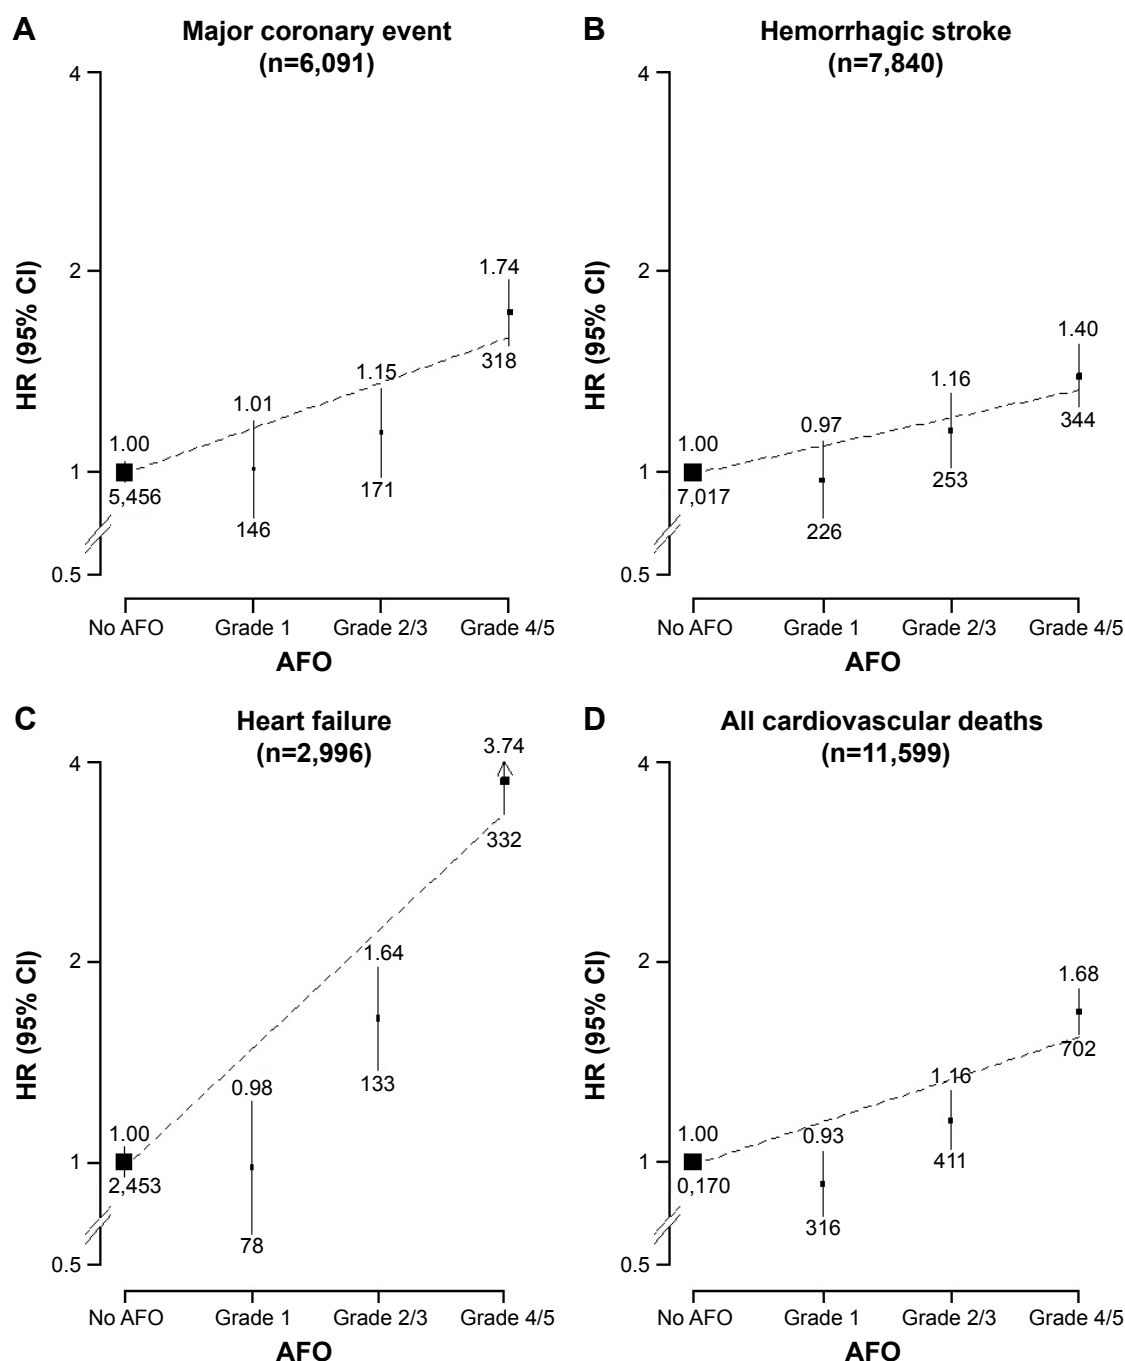 A
Major coronary event
(n=6,091)
4
2
1
0.5
HR (95% CI)
1.00
5,456
1.01
146
1.15
171
1.74
318
No AFO Grade 1 Grade 2/3 Grade 4/5
AFO
B
Hemorrhagic stroke
(n=7,840)
4
2
1
0.5
HR (95% CI)
1.00
7,017
0.97
226
1.16
253
1.40
344
No AFO Grade 1 Grade 2/3 Grade 4/5
AFO
C
Heart failure
(n=2,996)
4
2
1
0.5
HR (95% CI)
1.00
2,453
0.98
78
1.64
133
3.74
332
No AFO Grade 1 Grade 2/3 Grade 4/5
AFO
D
All cardiovascular deaths
(n=11,599)
4
2
1
0.5
HR (95% CI)
1.00
0,170
0.93
316
1.16
411
1.68
702
No AFO Grade 1 Grade 2/3 Grade 4/5
AFO